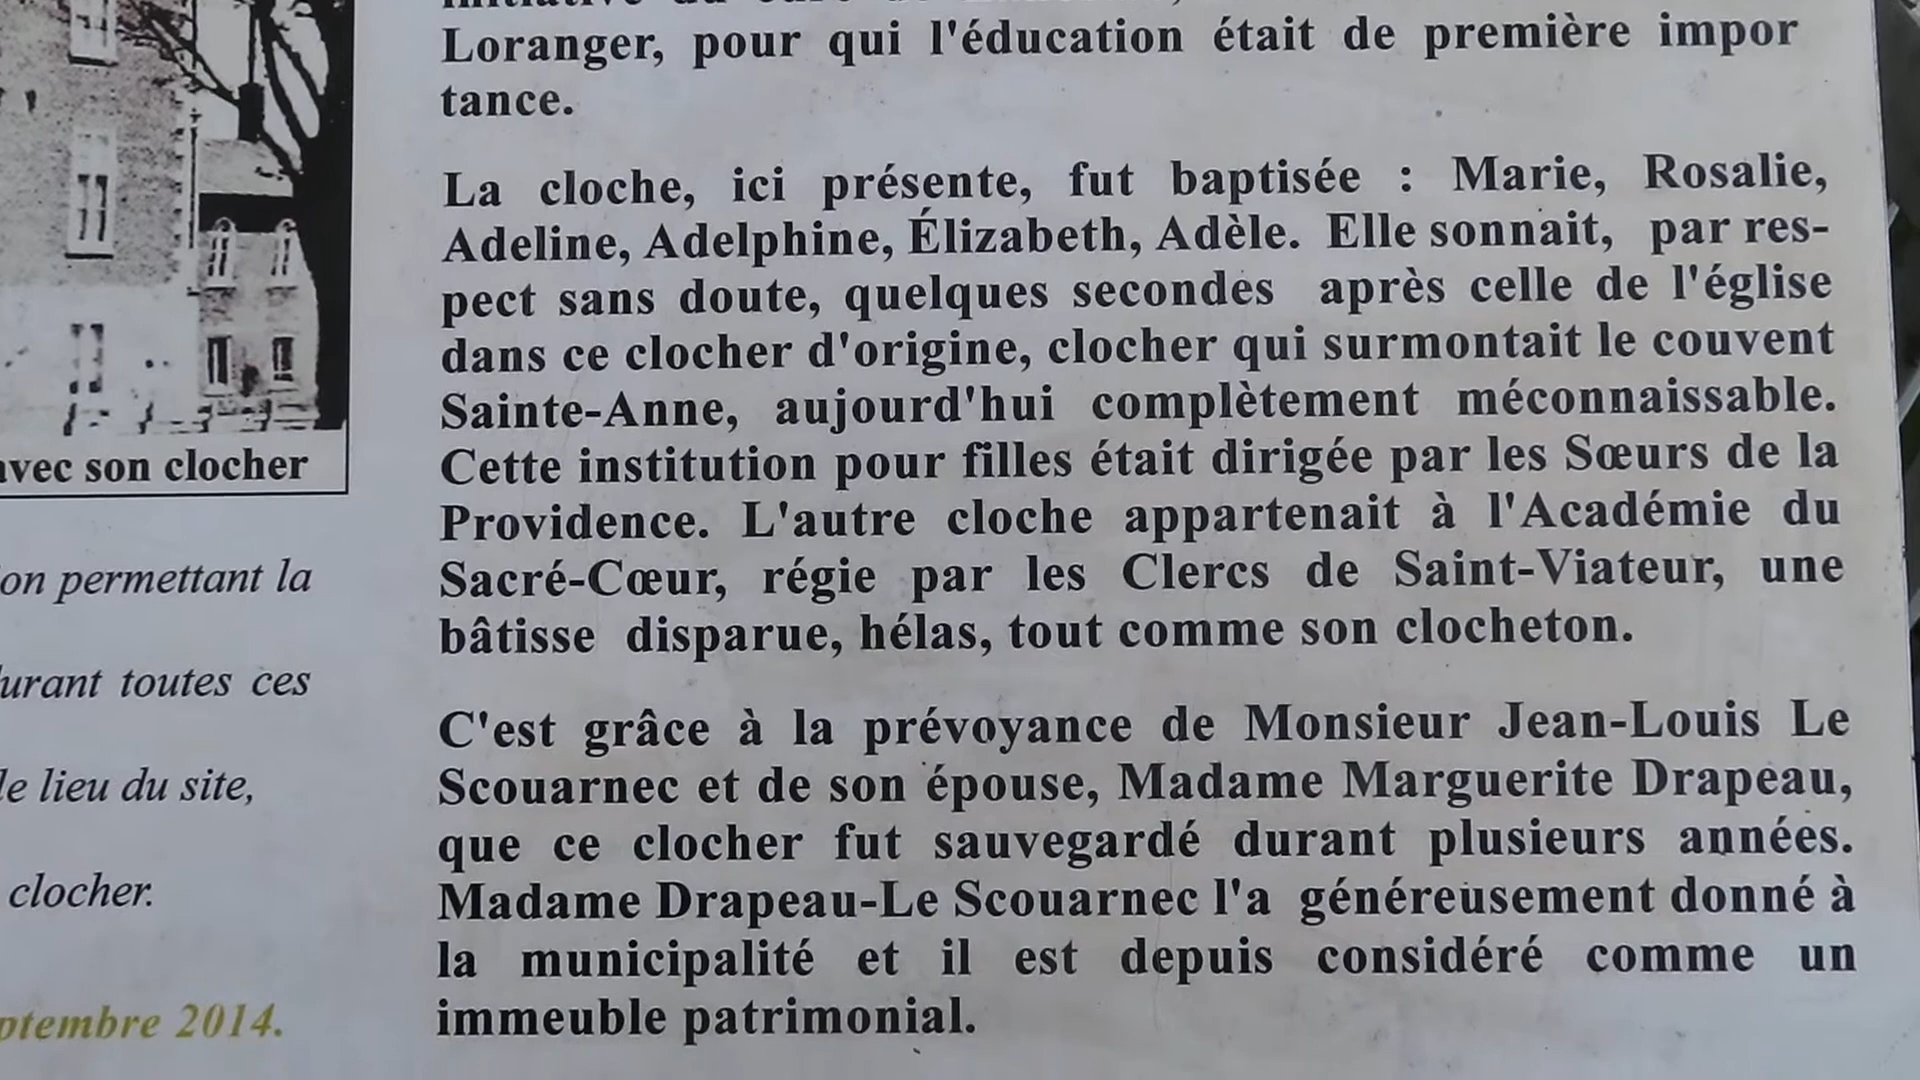 Loranger, pour qui l'éducation était de première impor
tance.
La cloche, ici présente, fut baptisée : Marie, Rosalie,
Adeline, Adelphine, Élizabeth, Adèle. Elle sonnait, par res-
pect sans doute, quelques secondes après celle de l'église
dans ce clocher d'origine, clocher qui surmontait le couvent
Sainte-Anne, aujourd'hui complètement méconnaissable.
Cette institution pour filles était dirigée par les Sœurs de la
Providence. L'autre cloche appartenait à l'Académie du
Sacré-Cœur, régie par les Clercs de Saint-Viateur, une
bâtisse disparue, hélas, tout comme son clocheton.
C'est grâce à la prévoyance de Monsieur Jean-Louis Le
Scouarnec et de son épouse, Madame Marguerite Drapeau,
que ce clocher fut sauvegardé durant plusieurs années.
Madame Drapeau-Le Scouarnec l'a généreusement donné à
la municipalité et il est depuis considéré comme un
immeuble patrimonial.
avec son clocher
on permettant la
durant toutes ces
le lieu du site,
clocher.
ptembre 2014.